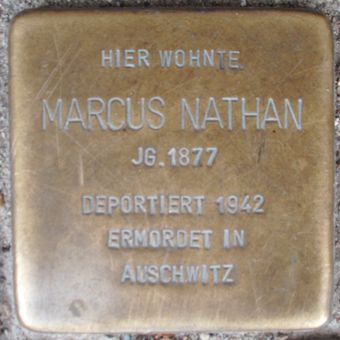 HIER WOHNTE
MARCUS NATHAN
JG. 1877
DEPORTIERT 1942
ERMORDET IN
AUSCHWITZ